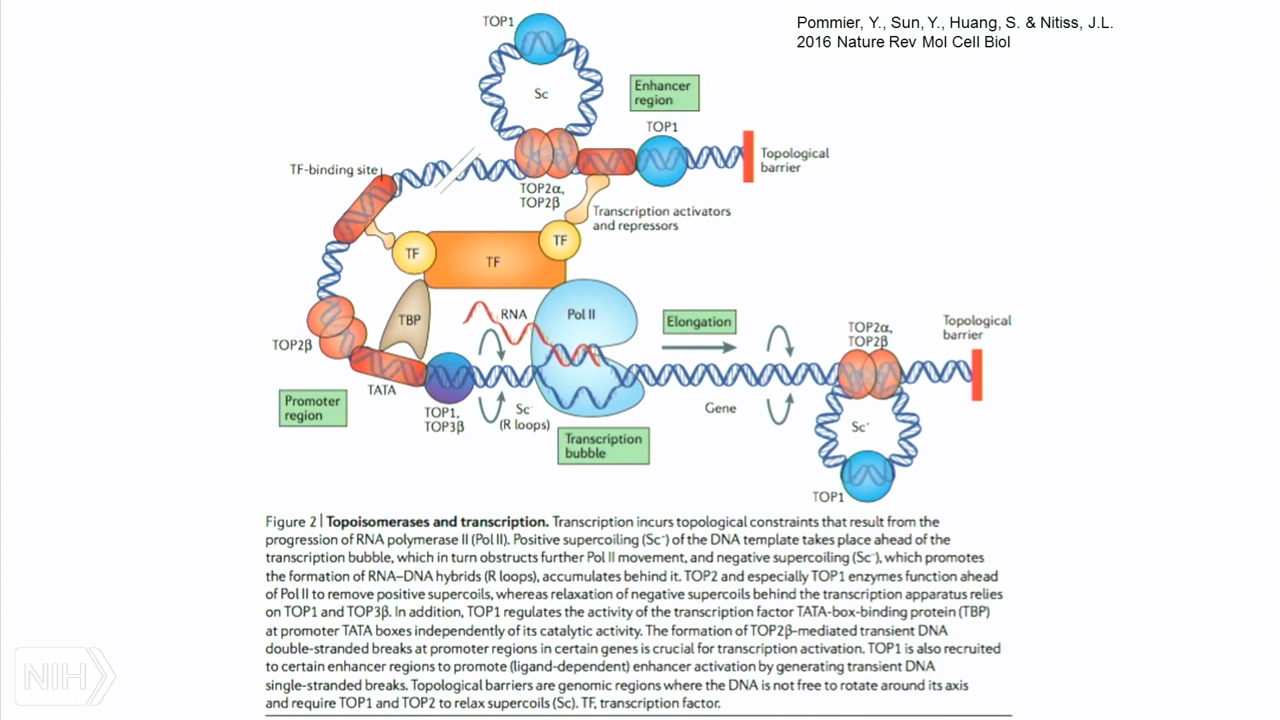 Pommier, Y., Sun, Y., Huang, S. & Nitiss, J.L.
2016 Nature Rev Mol Cell Biol
TOP1
Sc
Enhancer
region
TOP1
Topological
barrier
TF-binding site
TOP2α,
TOP2β
Transcription activators
and repressors
TF
TF
TF
TBP
RNA
Pol II
Elongation
TOP2α,
TOP2β
Topological
barrier
TOP2β
TATA
Promoter
region
TOP1,
TOP3β
Sc⁻
(R loops)
Transcription
bubble
Gene
Sc⁺
TOP1
Figure 2 | Topoisomerases and transcription. Transcription incurs topological constraints that result from the
progression of RNA polymerase II (Pol II). Positive supercoiling (Sc⁺) of the DNA template takes place ahead of the
transcription bubble, which in turn obstructs further Pol II movement, and negative supercoiling (Sc⁻), which promotes
the formation of RNA–DNA hybrids (R loops), accumulates behind it. TOP2 and especially TOP1 enzymes function ahead
of Pol II to remove positive supercoils, whereas relaxation of negative supercoils behind the transcription apparatus relies
on TOP1 and TOP3β. In addition, TOP1 regulates the activity of the transcription factor TATA-box-binding protein (TBP)
at promoter TATA boxes independently of its catalytic activity. The formation of TOP2β-mediated transient DNA
double-stranded breaks at promoter regions in certain genes is crucial for transcription activation. TOP1 is also recruited
to certain enhancer regions to promote (ligand-dependent) enhancer activation by generating transient DNA
single-stranded breaks. Topological barriers are genomic regions where the DNA is not free to rotate around its axis
and require TOP1 and TOP2 to relax supercoils (Sc). TF, transcription factor.
NIH